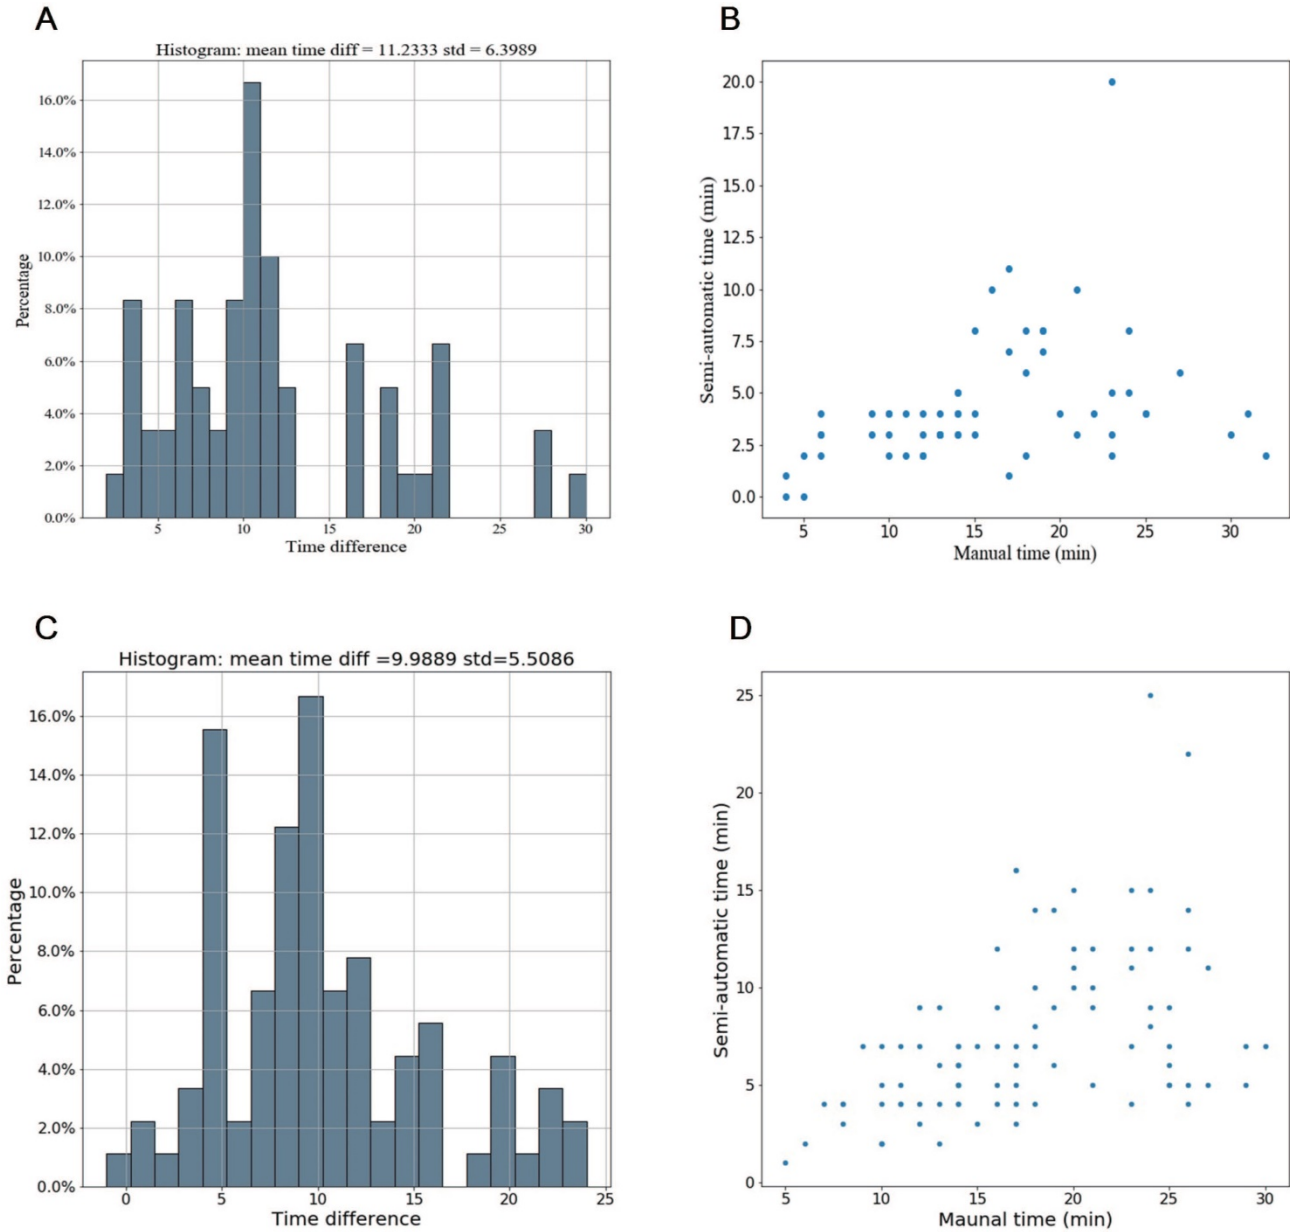 A
Histogram: mean time diff = 11.2333 std = 6.3989
16.0%
14.0%
12.0%
10.0%
8.0%
6.0%
4.0%
2.0%
0.0%
Percentage
5 10 15 20 25 30
Time difference
B
20.0
17.5
15.0
12.5
10.0
7.5
5.0
2.5
0.0
Semi-automatic time (min)
5 10 15 20 25 30
Manual time (min)
C
Histogram: mean time diff =9.9889 std=5.5086
16.0%
14.0%
12.0%
10.0%
8.0%
6.0%
4.0%
2.0%
0.0%
Percentage
0 5 10 15 20 25
Time difference
D
25
20
15
10
5
0
Semi-automatic time (min)
5 10 15 20 25 30
Maunal time (min)